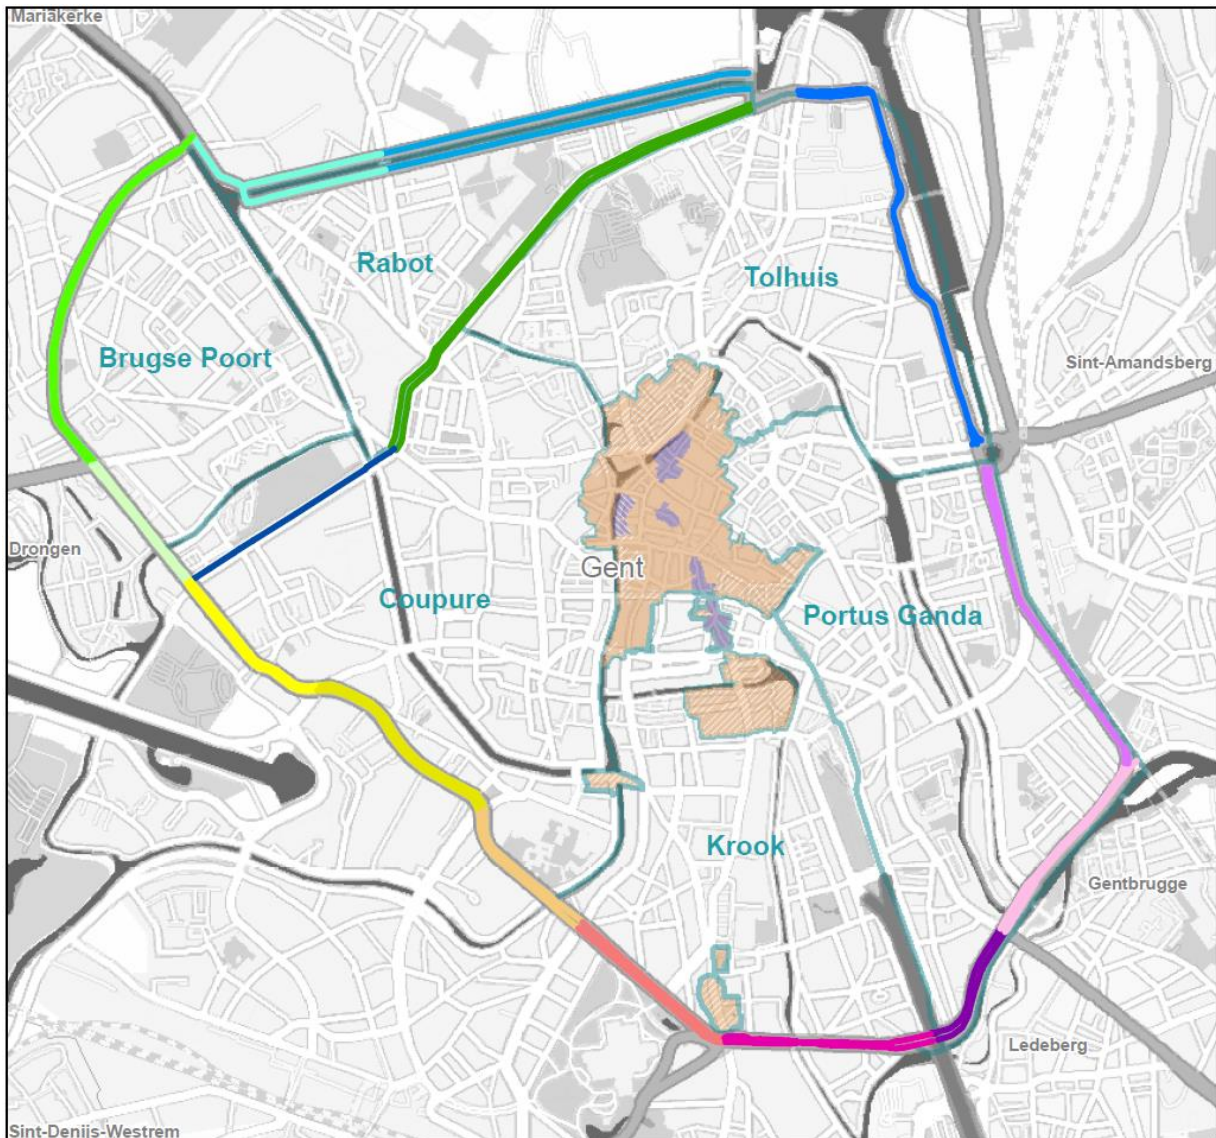 Mariakerke
Rabot
Tolhuis
Brugse Poort
Sint-Amandsberg
Drongen
Gent
Coupure
Portus Ganda
Krook
Gentbrugge
Ledeberg
Sint-Denijs-Westrem